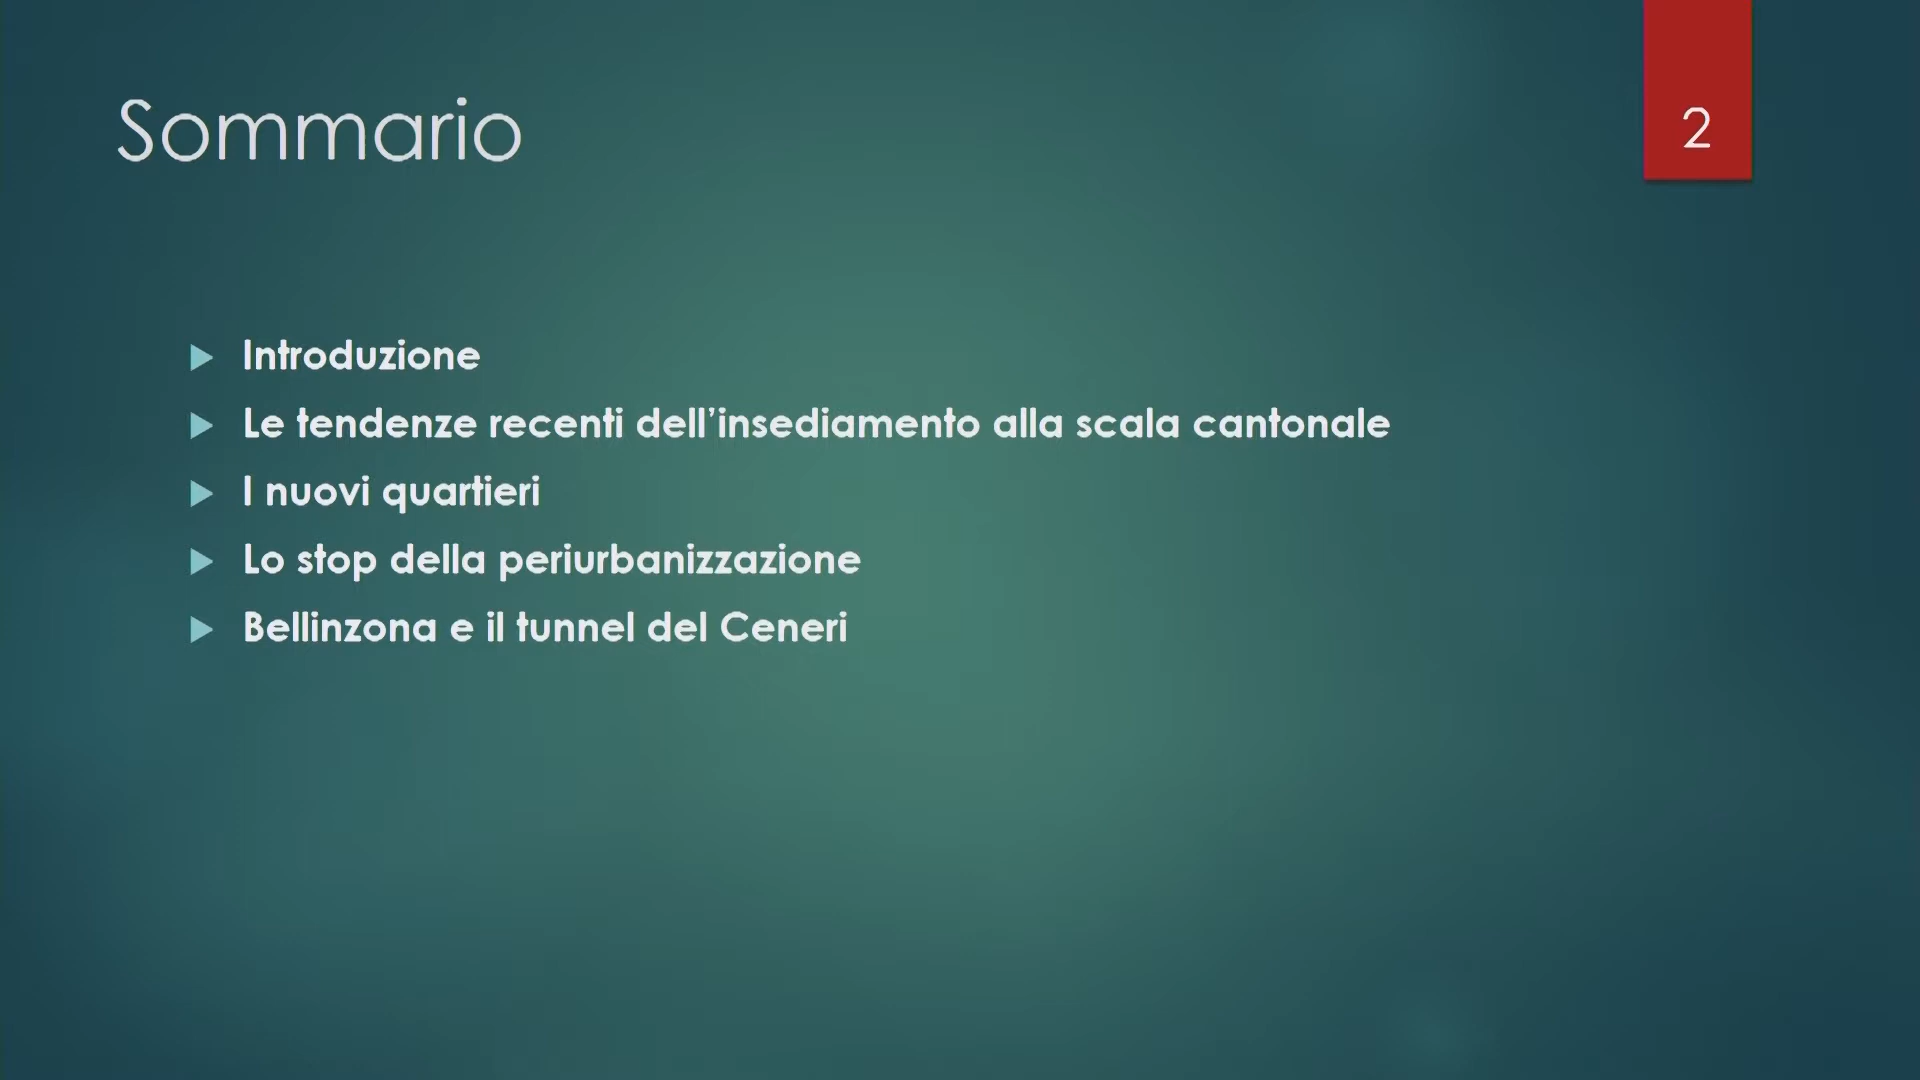 Sommario
2
Introduzione
Le tendenze recenti dell’insediamento alla scala cantonale
I nuovi quartieri
Lo stop della periurbanizzazione
Bellinzona e il tunnel del Ceneri